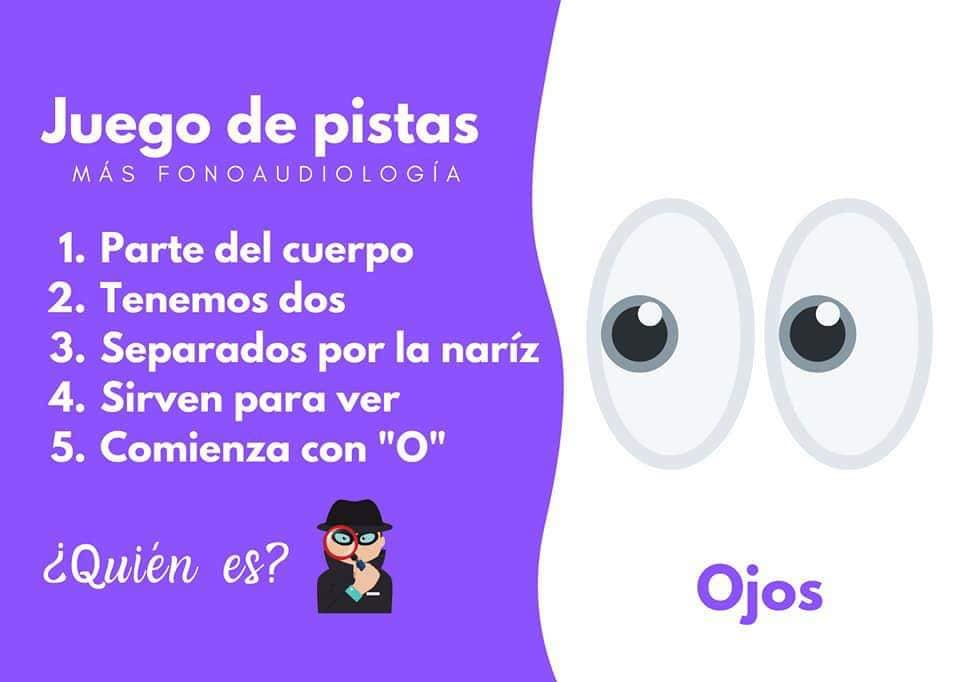 Juego de pistas
MÁS FONOAUDIOLOGÍA
1. Parte del cuerpo
2. Tenemos dos
3. Separados por la naríz
4. Sirven para ver
5. Comienza con "O"
¿Quién es?
Ojos